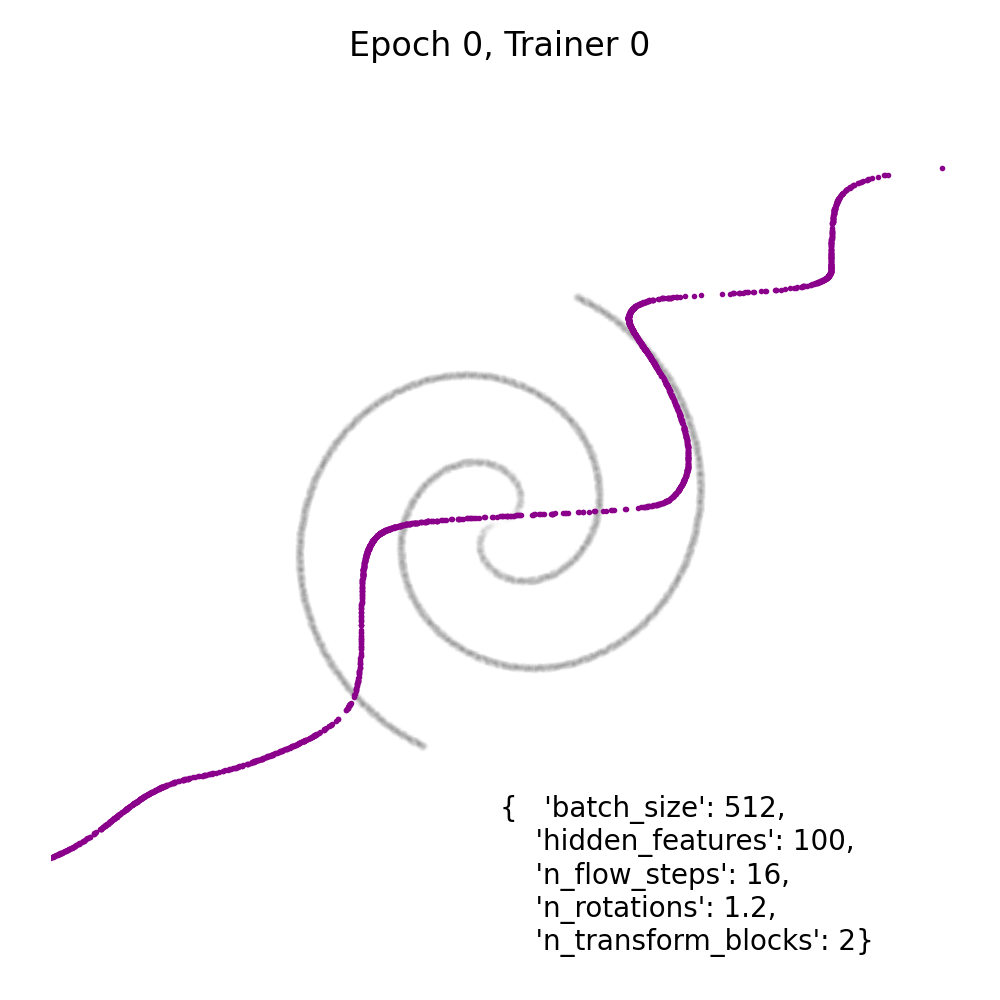 Epoch 0, Trainer 0
{   'batch_size': 512,
    'hidden_features': 100,
    'n_flow_steps': 16,
    'n_rotations': 1.2,
    'n_transform_blocks': 2}